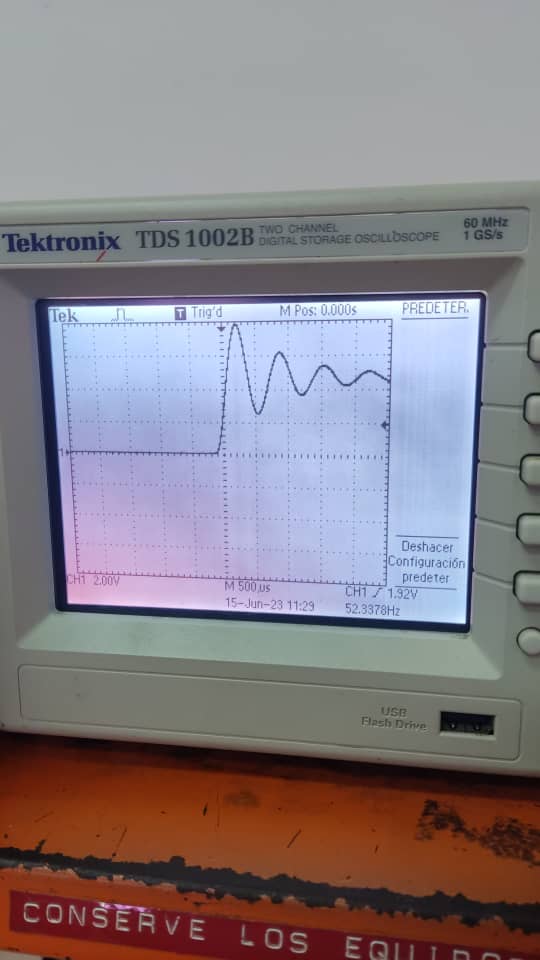 Tektronix TDS 1002B TWO CHANNEL DIGITAL STORAGE OSCILLOSCOPE 60 MHz 1 GS/s
Tek T Trig'd M Pos: 0.000s PREDETER.
1
Deshacer
Configuración
predeter
CH1 2.00V M 500µs CH1 1.92V
15-Jun-23 11:29 52.3378Hz
USB
Flash Drive
CONSERVE LOS